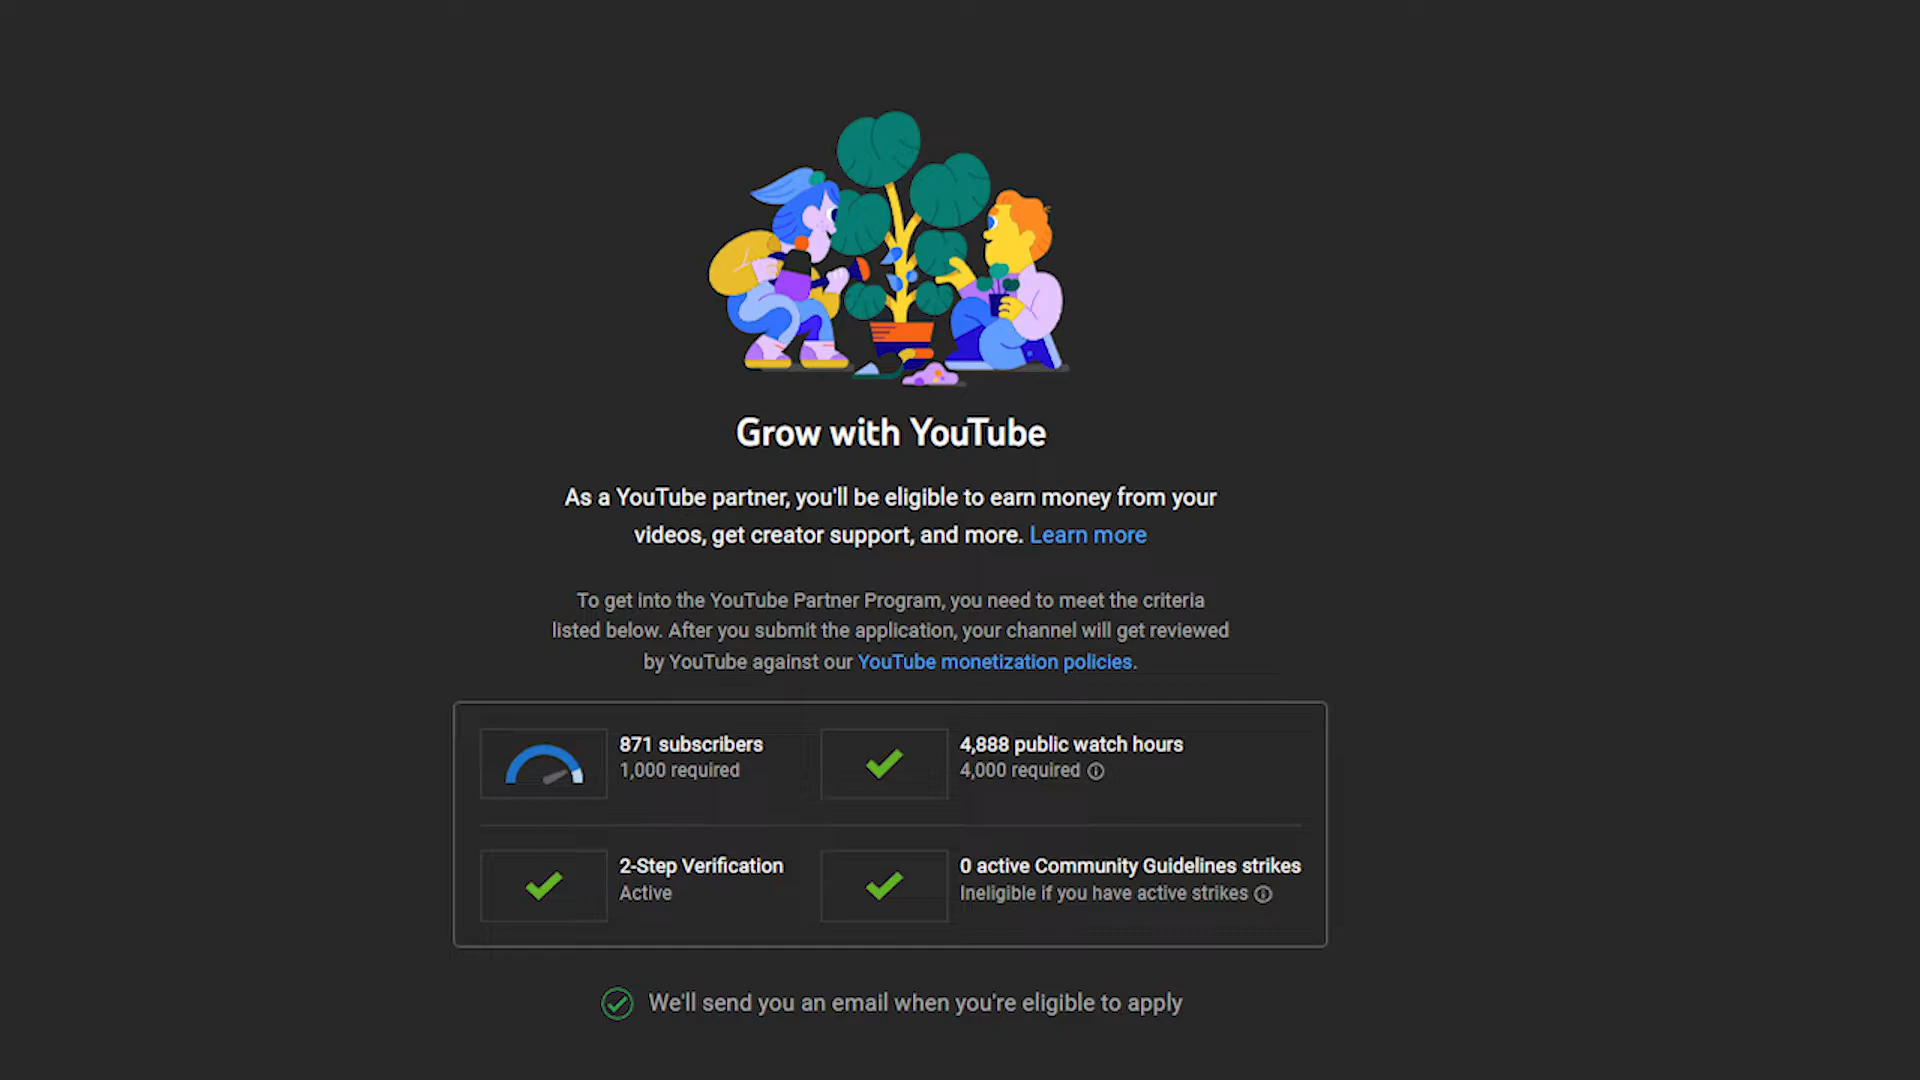 Grow with YouTube
As a YouTube partner, you'll be eligible to earn money from your
videos, get creator support, and more. Learn more
To get into the YouTube Partner Program, you need to meet the criteria
listed below. After you submit the application, your channel will get reviewed
by YouTube against our YouTube monetization policies.
871 subscribers
1,000 required
4,888 public watch hours
4,000 required
2-Step Verification
Active
0 active Community Guidelines strikes
Ineligible if you have active strikes
We'll send you an email when you're eligible to apply